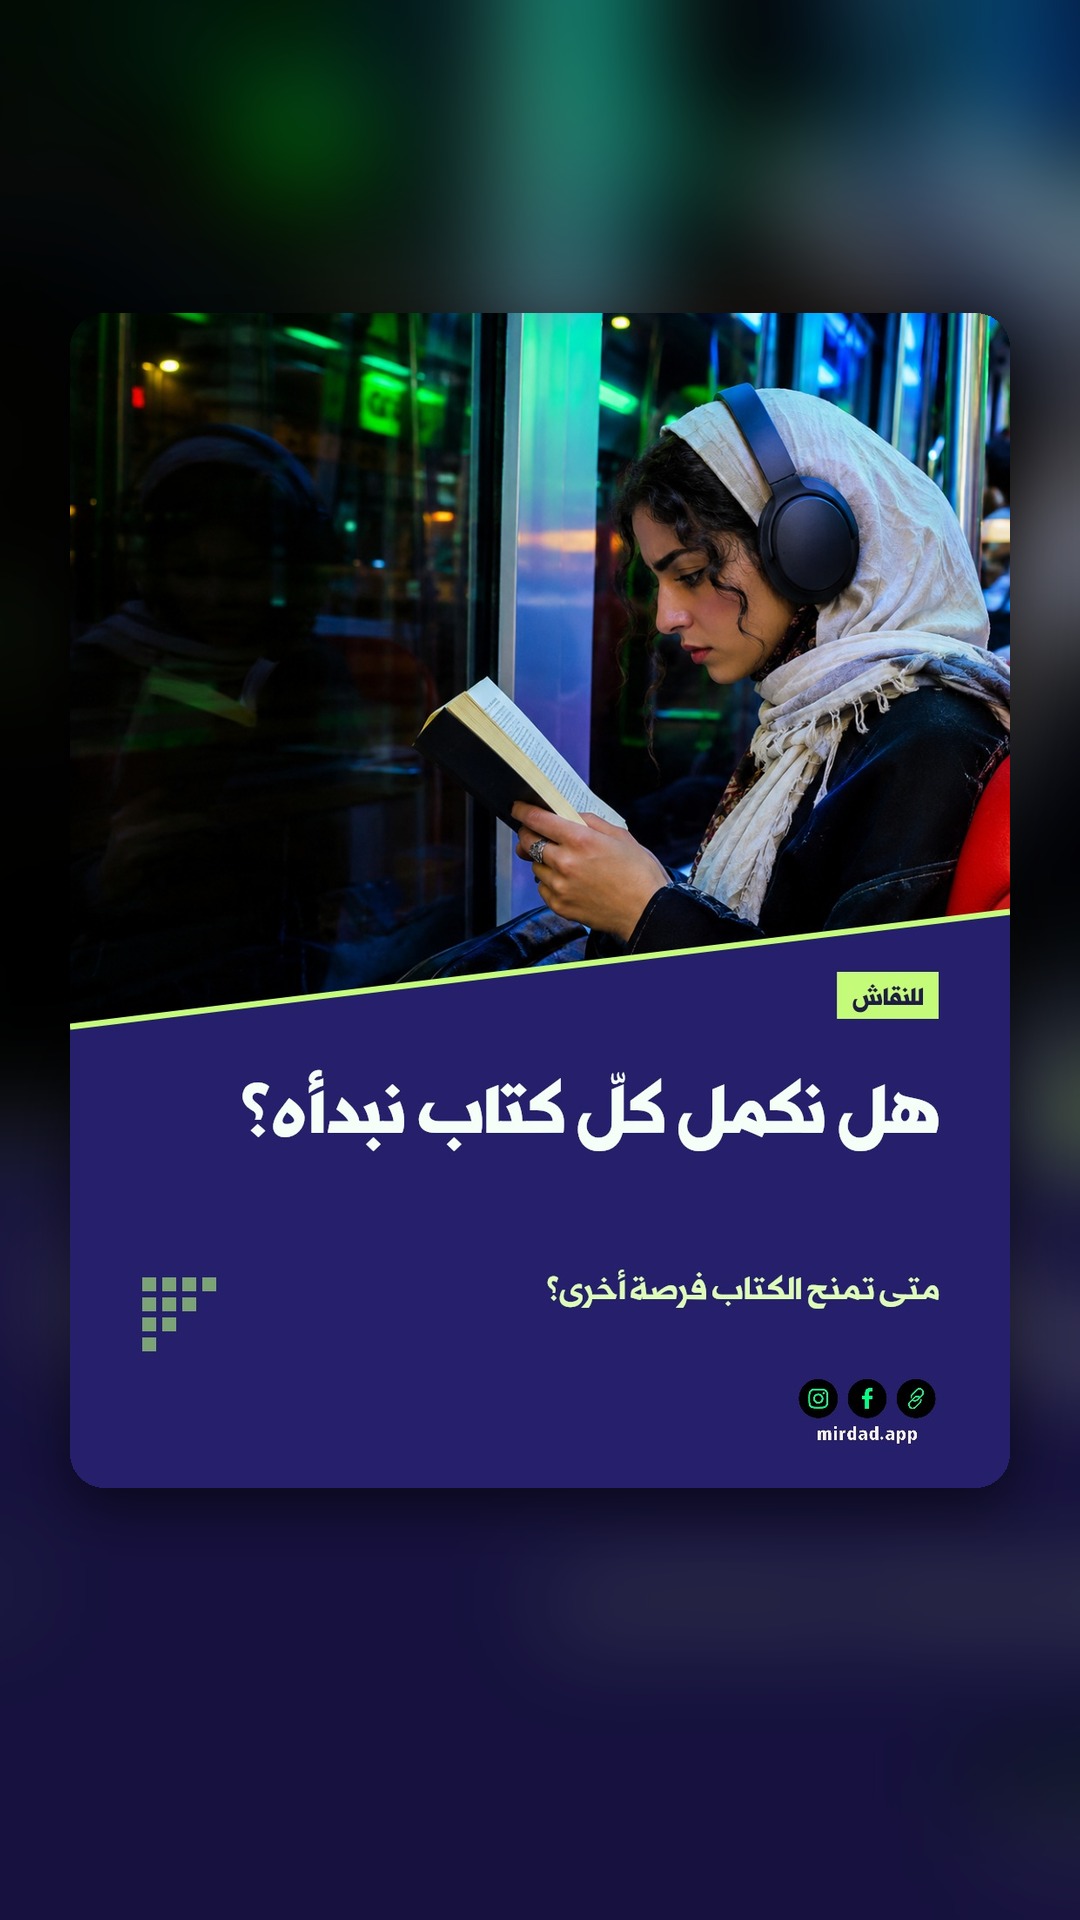 للنقاش
هل نكمل كلّ كتاب نبدأه؟
متى تمنح الكتاب فرصة أخرى؟
mirdad.app